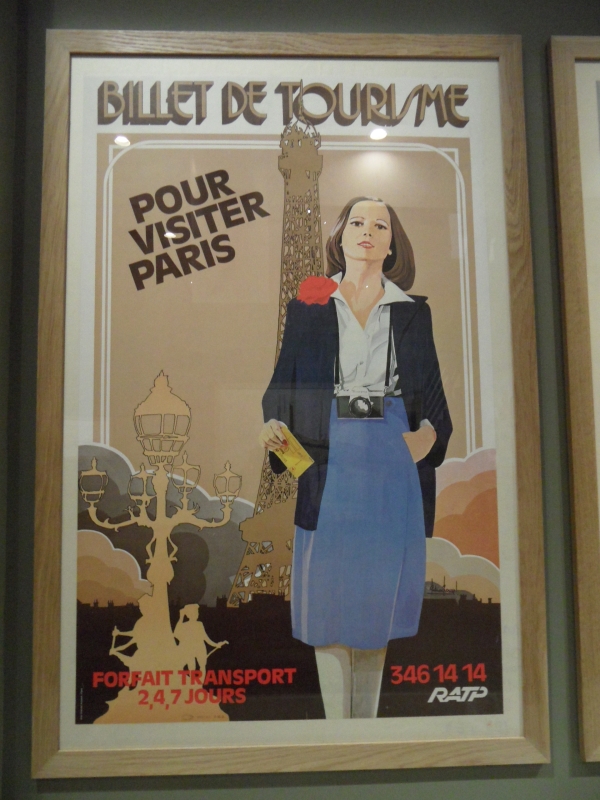 BILLET DE TOURISME
POUR
VISITER
PARIS
FORFAIT TRANSPORT
2,4,7 JOURS
346 14 14
RATP